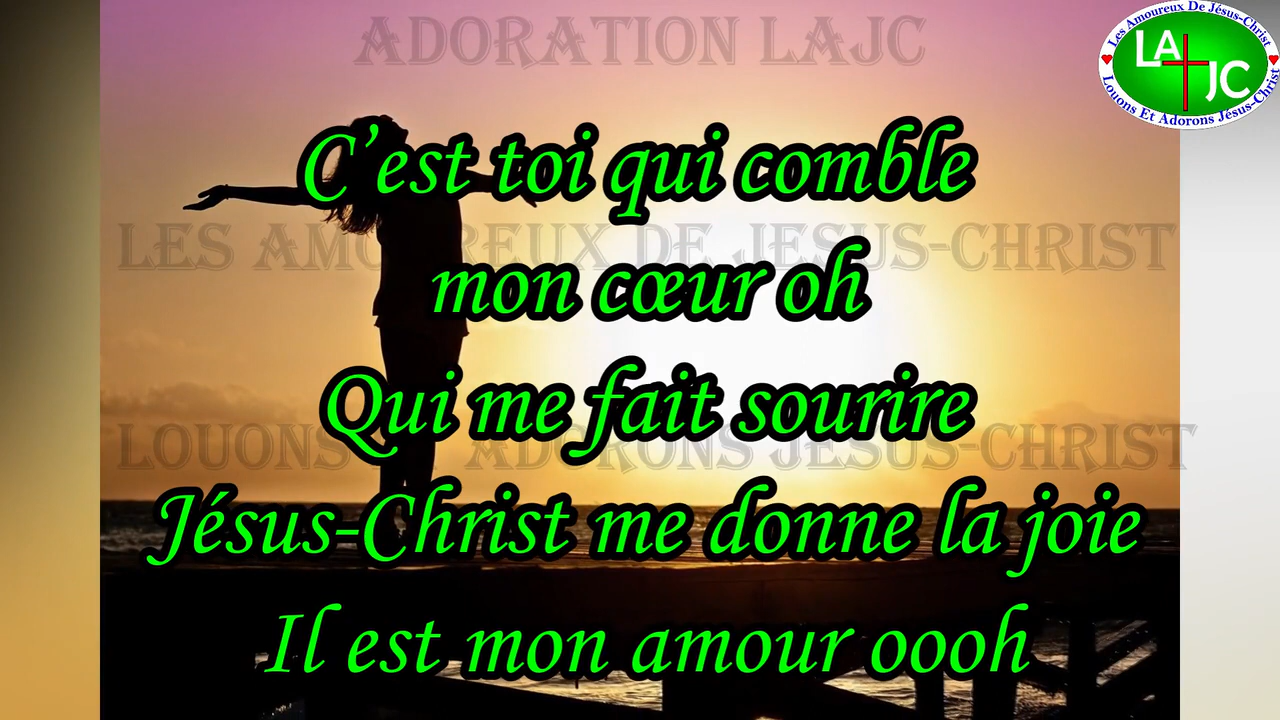 ADORATION LAJC
Les Amoureux De Jésus-Christ
LA JC
Louons Et Adorons Jésus-Christ
C’est toi qui comble
LES AMOUREUX DE JESUS-CHRIST
mon cœur oh
Qui me fait sourire
LOUONS ET ADORONS JESUS-CHRIST
Jésus-Christ me donne la joie
Il est mon amour oooh